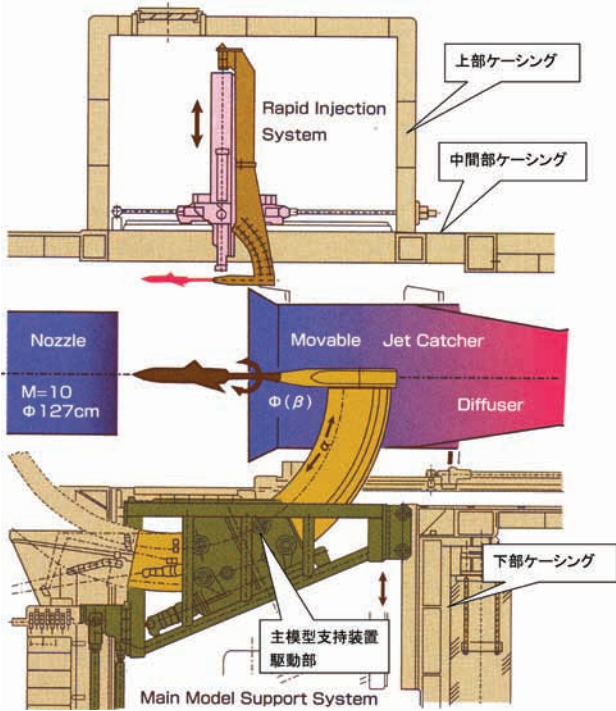 上部ケーシング
Rapid Injection
System
中間部ケーシング
Nozzle
M=10
Φ127cm
Movable Jet Catcher
Φ(β)
Diffuser
α
下部ケーシング
主模型支持装置
駆動部
Main Model Support System